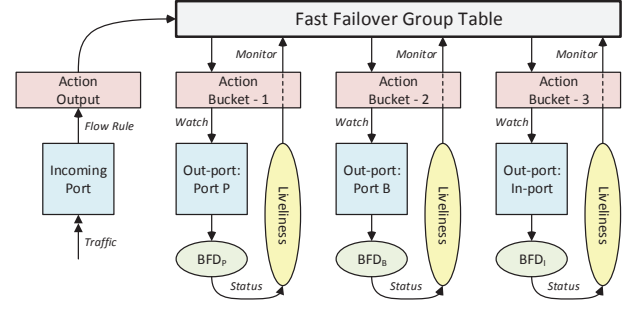 Fast Failover Group Table
Monitor
Monitor
Monitor
Action
Output
Action
Bucket - 1
Action
Bucket - 2
Action
Bucket - 3
Flow Rule
Watch
Watch
Watch
Incoming
Port
Out-port:
Port P
Liveliness
Out-port:
Port B
Liveliness
Out-port:
In-port
Liveliness
Traffic
BFDP
BFDB
BFDI
Status
Status
Status